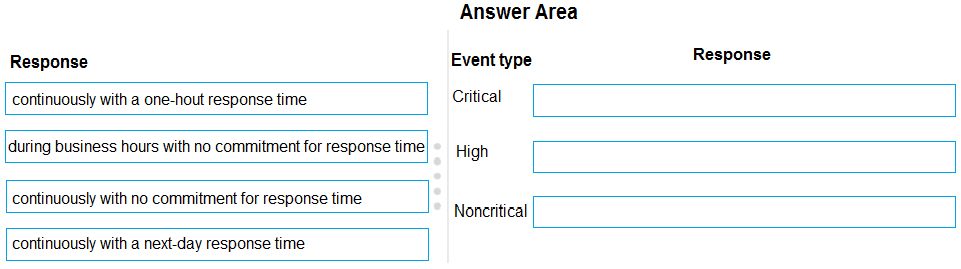 Answer Area
Response
continuously with a one-hout response time
during business hours with no commitment for response time
continuously with no commitment for response time
continuously with a next-day response time
Event type
Response
Critical
High
Noncritical